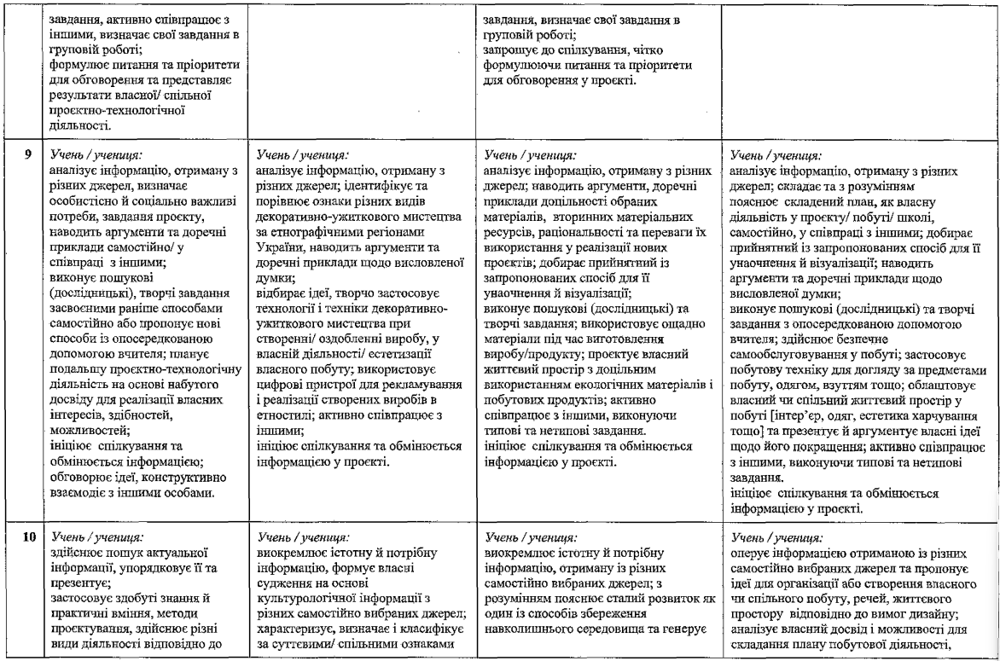 завдання, активно співпрацює з
іншими, визначає свої завдання в
груповій роботі;
формулює питання та пріоритети
для обговорення та представляє
результати власної/ спільної
проєктно-технологічної
діяльності.
завдання, визначає свої завдання в
груповій роботі;
запрошує до спілкування, чітко
формулюючи питання та пріоритети
для обговорення у проєкті.
9
Учень / учениця:
аналізує інформацію, отриману з
різних джерел, визначає
особистісно й соціально важливі
потреби, завдання проєкту,
наводить аргументи та доречні
приклади самостійно/ у
співпраці з іншими;
виконує пошукові
(дослідницькі), творчі завдання
засвоєними раніше способами
самостійно або пропонує нові
способи із опосередкованою
допомогою вчителя; планує
подальшу проєктно-технологічну
діяльність на основі набутого
досвіду для реалізації власних
інтересів, здібностей,
можливостей;
ініціює спілкування та
обмінюється інформацією;
обговорює ідеї, конструктивно
взаємодіє з іншими особами.
Учень / учениця:
аналізує інформацію, отриману з
різних джерел; ідентифікує та
порівнює ознаки різних видів
декоративно-ужиткового мистецтва
за етнографічними регіонами
України, наводить аргументи та
доречні приклади щодо висловленої
думки;
відбирає ідеї, творчо застосовує
технології і техніки декоративно-
ужиткового мистецтва при
створенні/ оздобленні виробу, у
власній діяльності/ естетизації
власного побуту; використовує
цифрові пристрої для рекламування
і реалізації створених виробів в
етностилі; активно співпрацює з
іншими;
ініціює спілкування та обмінюється
інформацією у проєкті.
Учень / учениця:
аналізує інформацію, отриману з різних
джерел; наводить аргументи, доречні
приклади доцільності обраних
матеріалів, вторинних матеріальних
ресурсів, раціональності та переваги їх
використання у реалізації нових
проєктів; добирає прийнятний із
запропонованих спосіб для її
унаочнення й візуалізації;
виконує пошукові (дослідницькі) та
творчі завдання; використовує ощадно
матеріали під час виготовлення
виробу/продукту; проектує власний
життєвий простір з доцільним
використанням екологічних матеріалів і
побутових продуктів; активно
співпрацює з іншими, виконуючи
типові та нетипові завдання.
ініціює спілкування та обмінюється
інформацією у проєкті.
Учень / учениця:
аналізує інформацію, отриману з різних
джерел; складає та з розумінням
пояснює складений план, як власну
діяльність у проєкту/ побуті/ школі,
самостійно, у співпраці з іншими; добирає
прийнятний із запропонованих спосіб для її
унаочнення й візуалізації; наводить
аргументи та доречні приклади щодо
висловленої думки;
виконує пошукові (дослідницькі) та творчі
завдання з опосередкованою допомогою
вчителя; здійснює безпечне
самообслуговування у побуті; застосовує
побутову техніку для догляду за предметами
побуту, одягом, взуттям тощо; облаштовує
власний чи спільний життєвий простір у
побуті [інтер’єр, одяг, естетика харчування
тощо] та презентує й аргументує власні ідеї
щодо його покращення; активно співпрацює
з іншими, виконуючи типові та нетипові
завдання.
ініціює спілкування та обмінюється
інформацією у проєкті.
10
Учень / учениця:
здійснює пошук актуальної
інформації, упорядковує її та
презентує;
застосовує здобуті знання й
практичні вміння, методи
проєктування, здійснює різні
види діяльності відповідно до
Учень / учениця:
виокремлює істотну й потрібну
інформацію, формує власні
судження на основі
культурологічної інформації з
різних самостійно вибраних джерел;
характеризує, визначає і класифікує
за суттєвими/ спільними ознаками
Учень / учениця:
виокремлює істотну й потрібну
інформацію, отриману із різних
самостійно вибраних джерел; з
розумінням пояснює сталий розвиток як
один із способів збереження
навколишнього середовища та генерує
Учень / учениця:
оперує інформацією отриманою із різних
самостійно вибраних джерел та пропонує
ідеї для організації або створення власного
чи спільного побуту, речей, життєвого
простору відповідно до вимог дизайну;
аналізує власний досвід і можливості для
складання плану побутової діяльності,